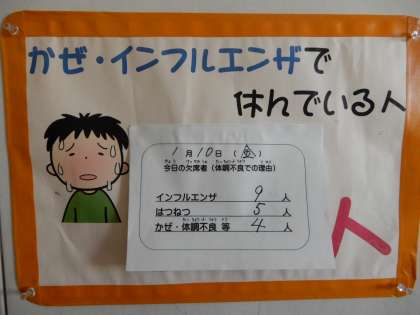 かぜ・インフルエンザで
休んでいる人
1月10日(金)
今日の欠席者(体調不良での理由)
インフルエンザ 9人
はつねつ 5人
かぜ・体調不良 等 4人
人